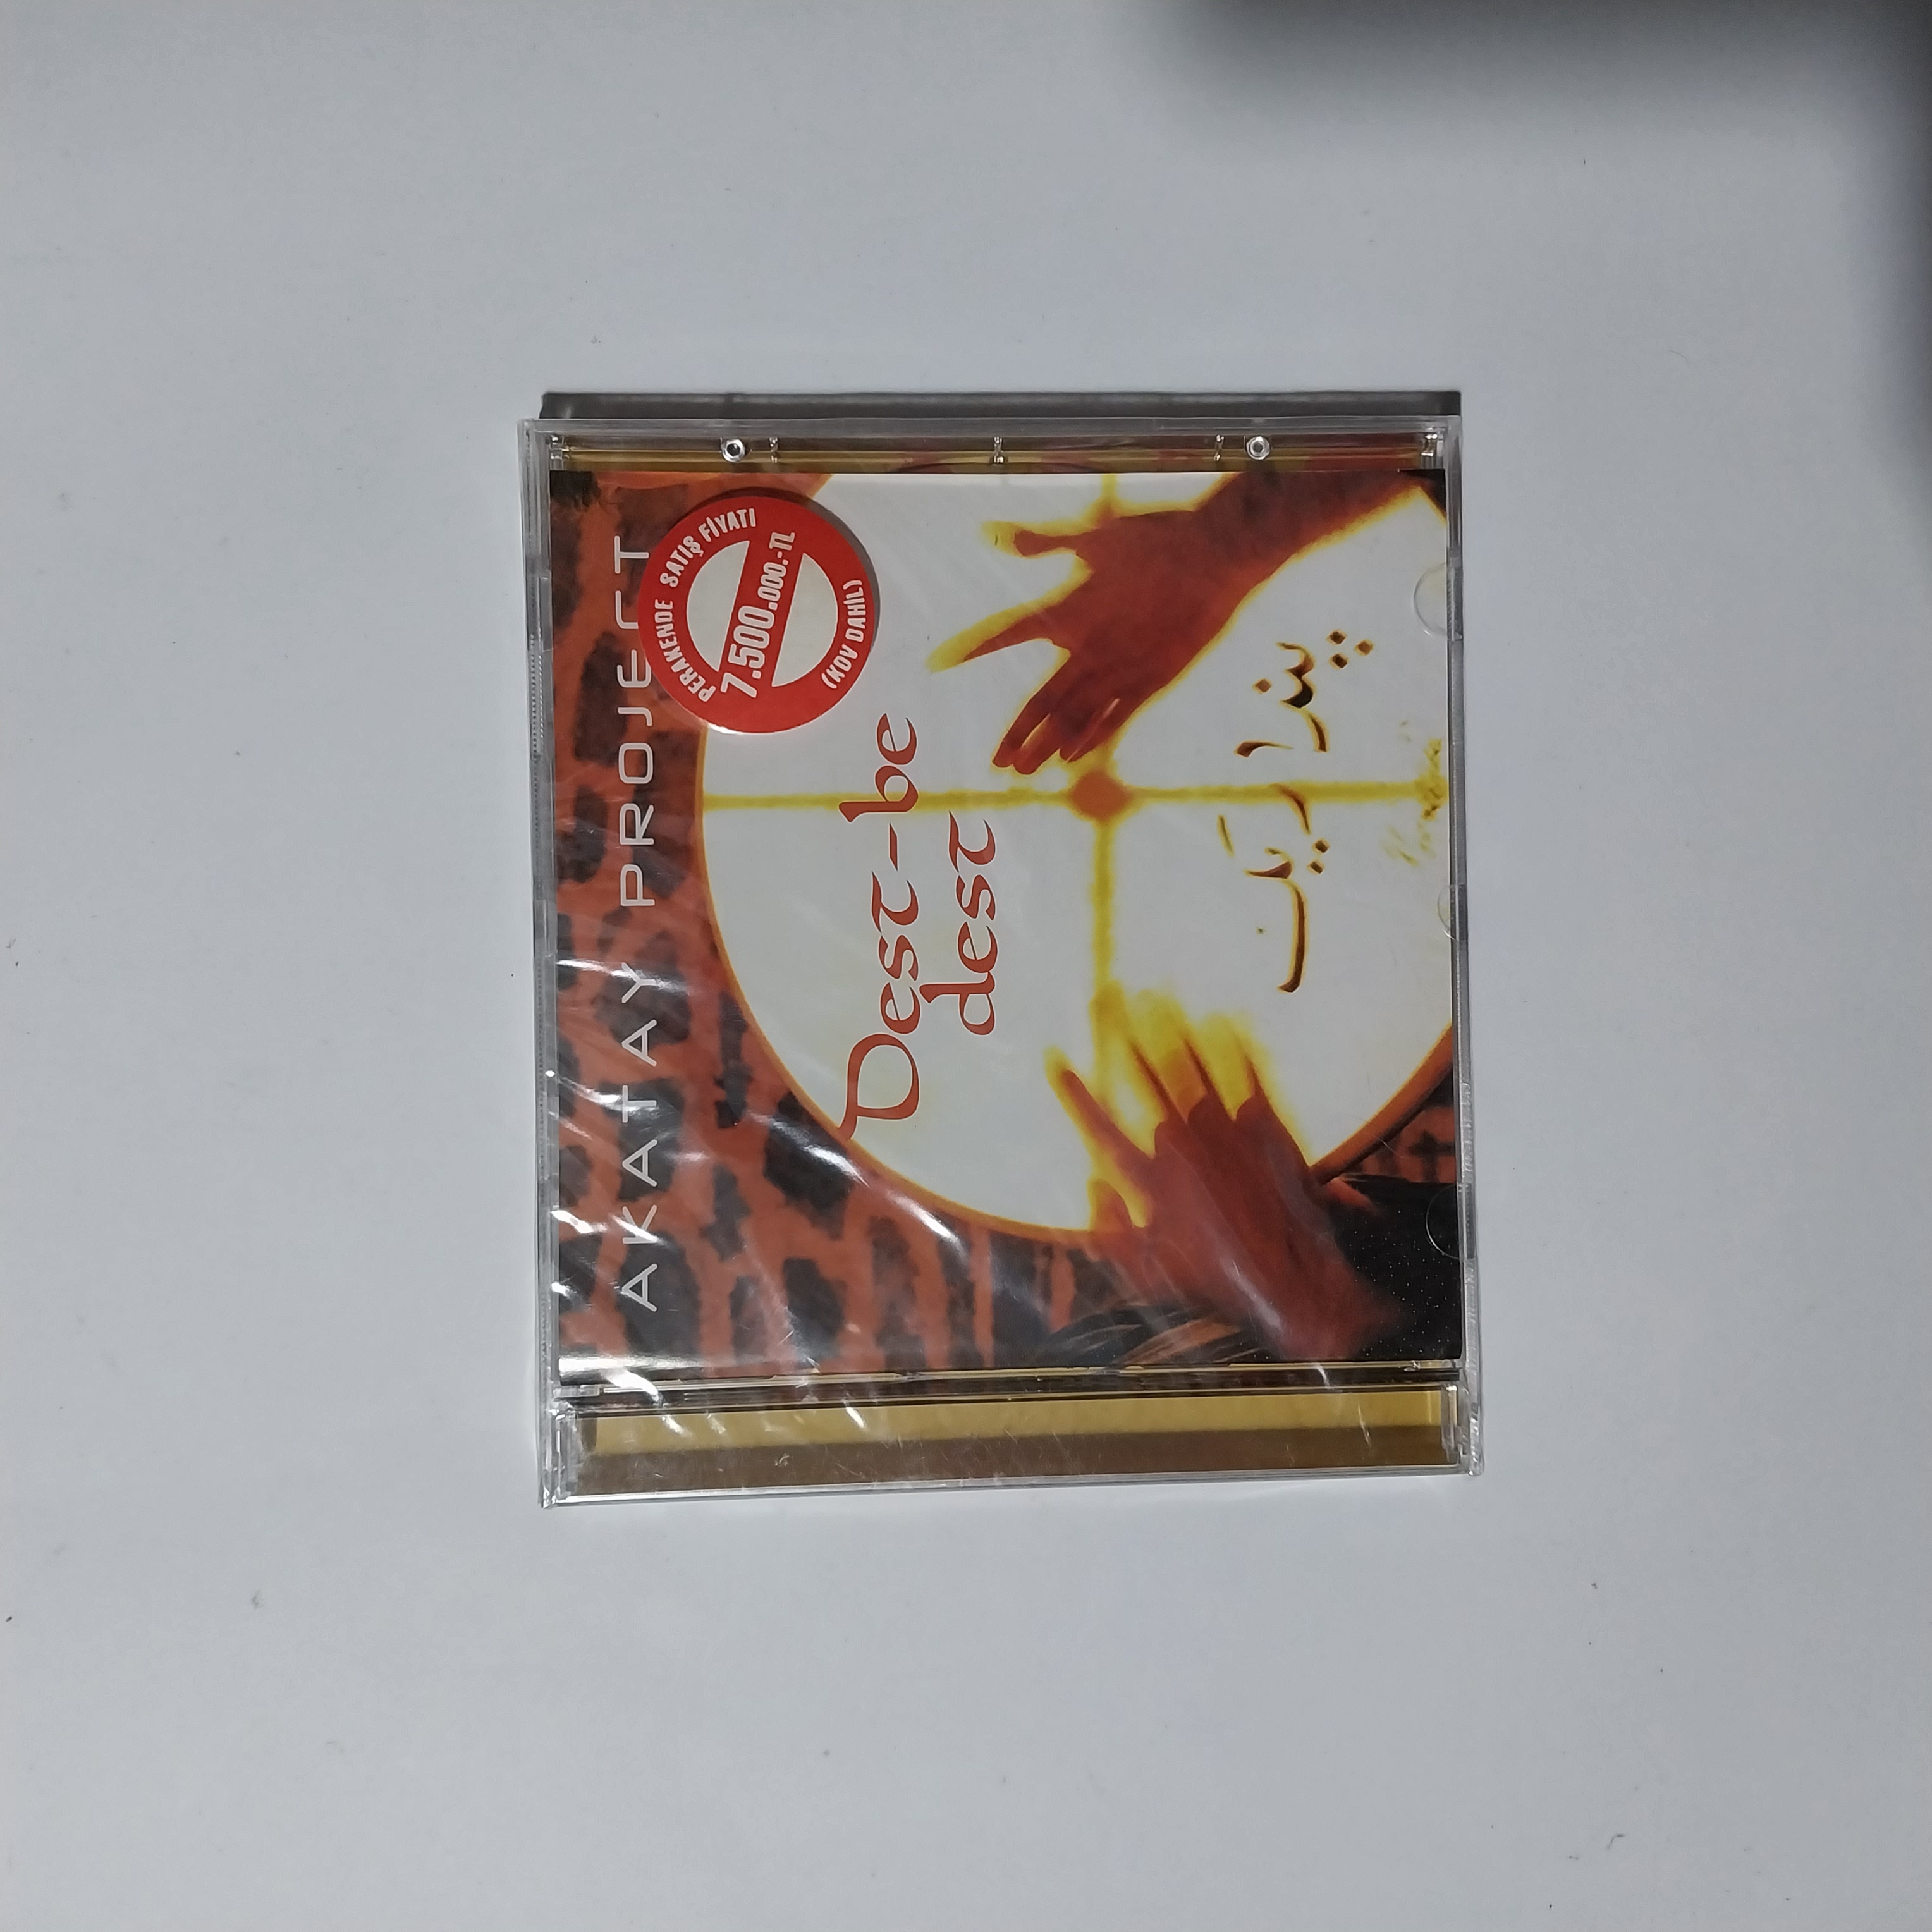 AKATAY PROJECT
PERAKENDE SATIŞ FİYATI
7.500.000.-TL
(KDV DAHİL)
Dest-be
dest